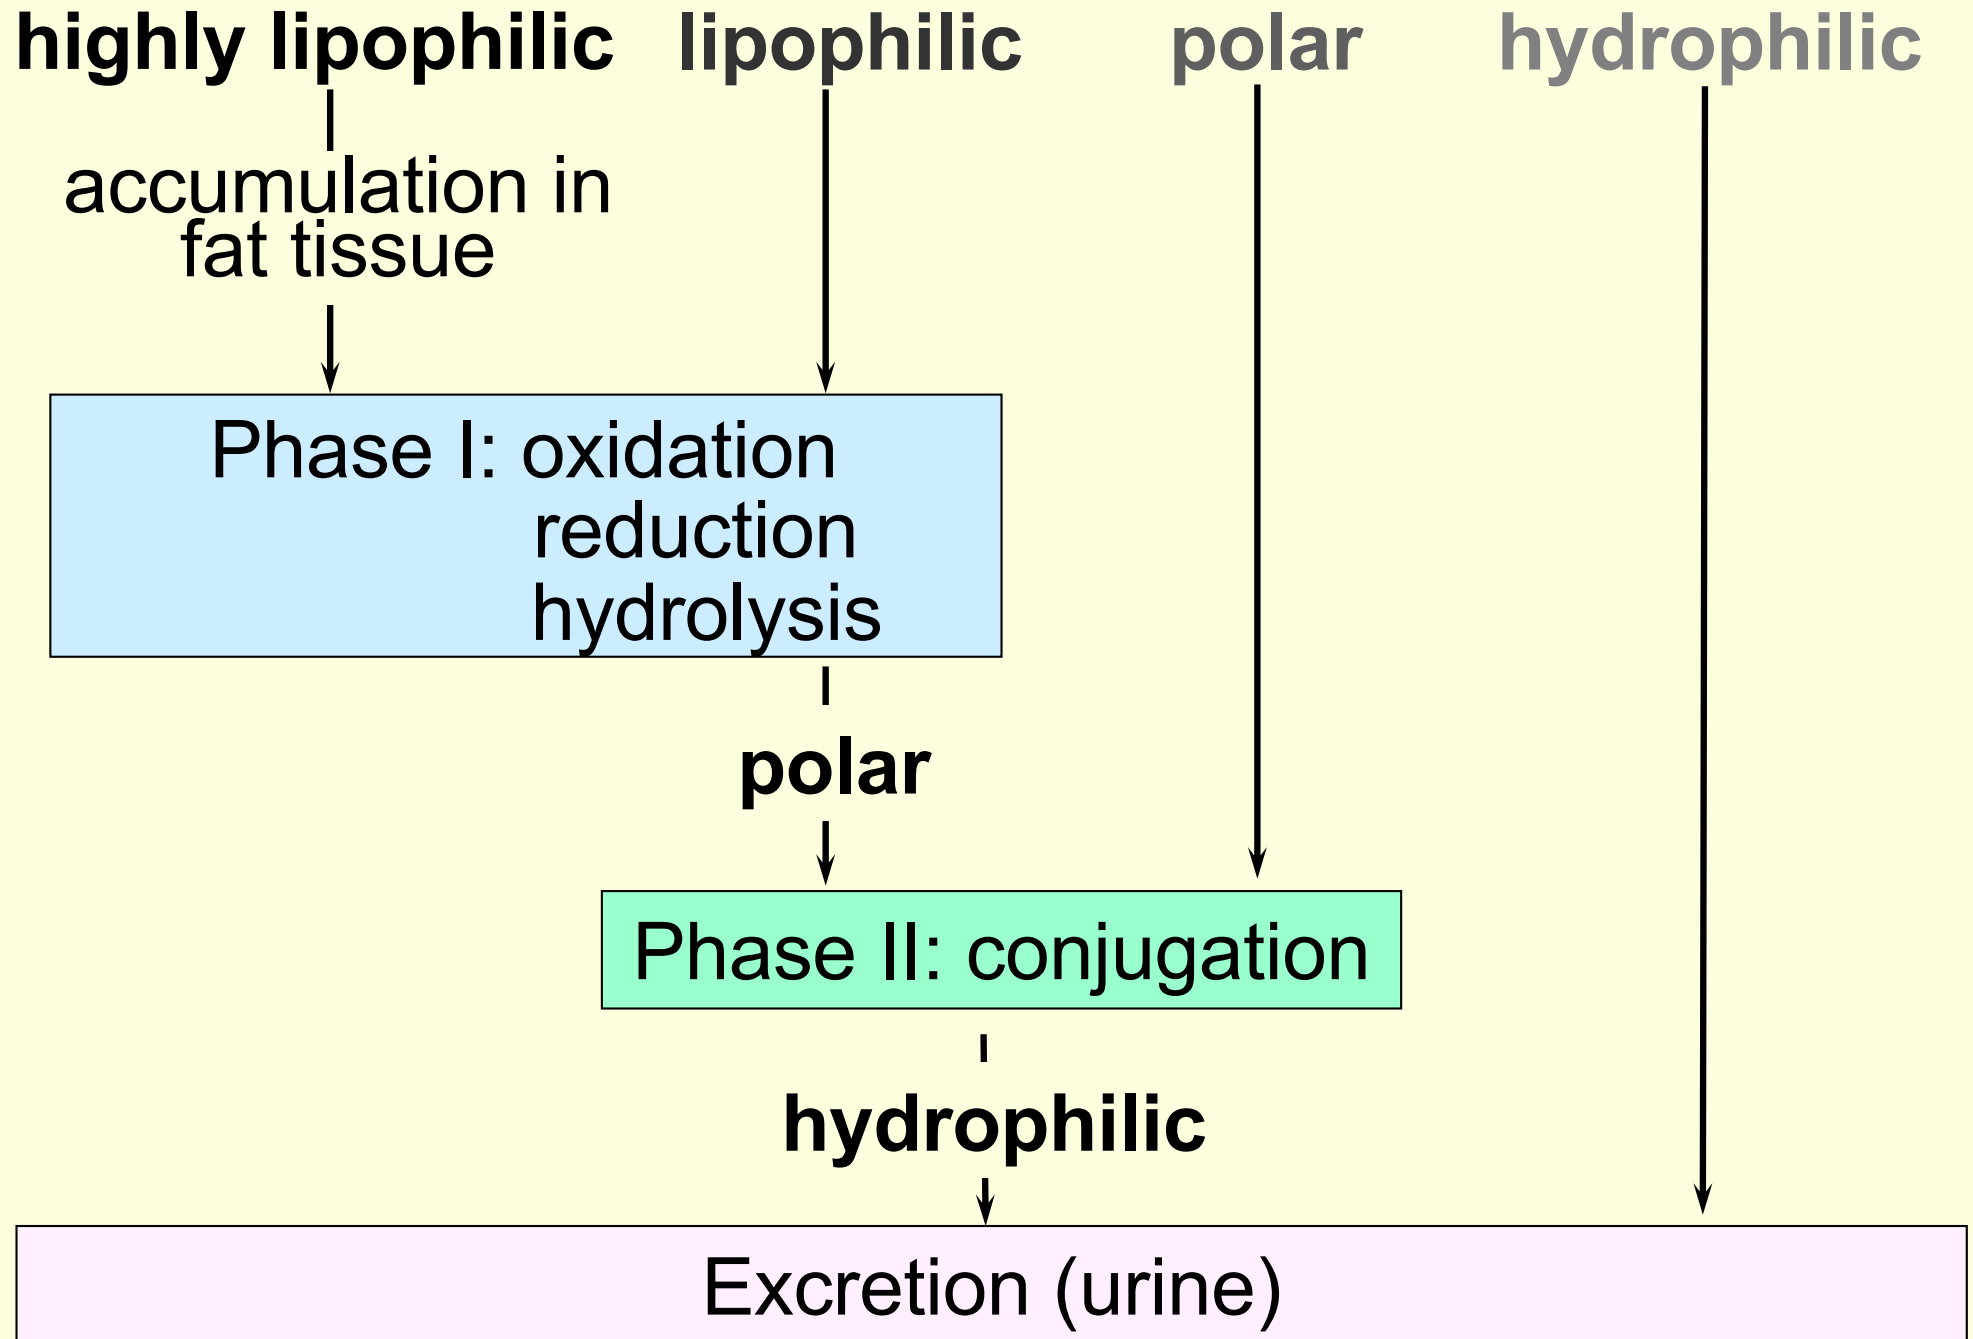 highly lipophilic lipophilic polar hydrophilic
accumulation in
fat tissue
Phase I: oxidation
reduction
hydrolysis
polar
Phase II: conjugation
hydrophilic
Excretion (urine)